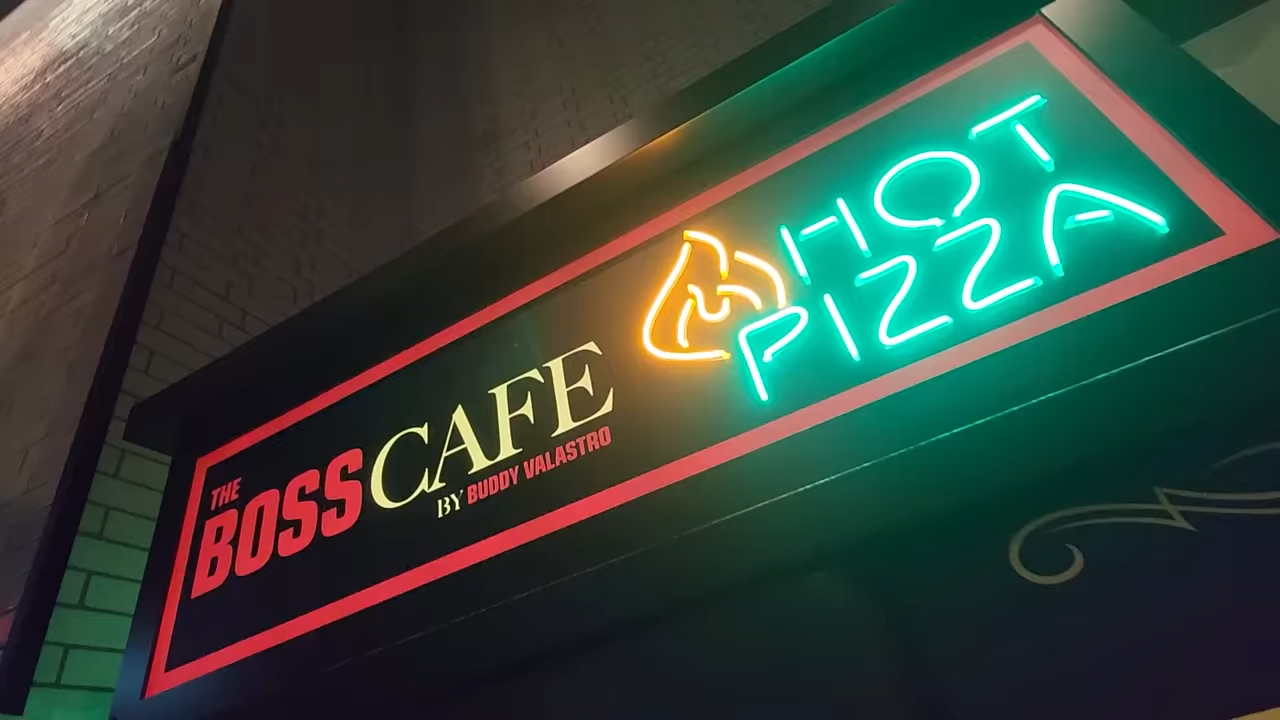 THE
BOSS CAFE
BY BUDDY VALASTRO
HOT
PIZZA